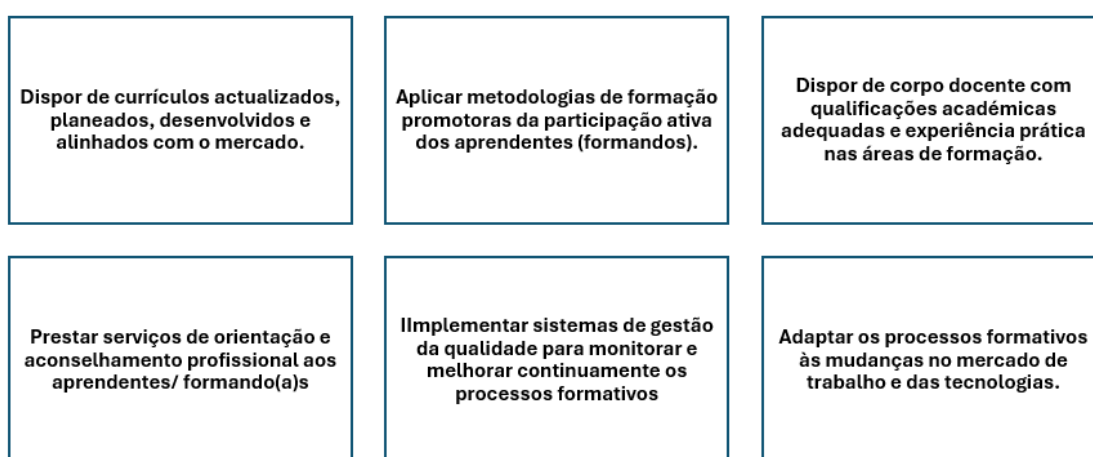 Dispor de currículos actualizados,
planeados, desenvolvidos e
alinhados com o mercado.
Aplicar metodologias de formação
promotoras da participação ativa
dos aprendentes (formandos).
Dispor de corpo docente com
qualificações académicas
adequadas e experiência prática
nas áreas de formação.
Prestar serviços de orientação e
aconselhamento profissional aos
aprendentes/ formando(a)s
IImplementar sistemas de gestão
da qualidade para monitorar e
melhorar continuamente os
processos formativos
Adaptar os processos formativos
às mudanças no mercado de
trabalho e das tecnologias.